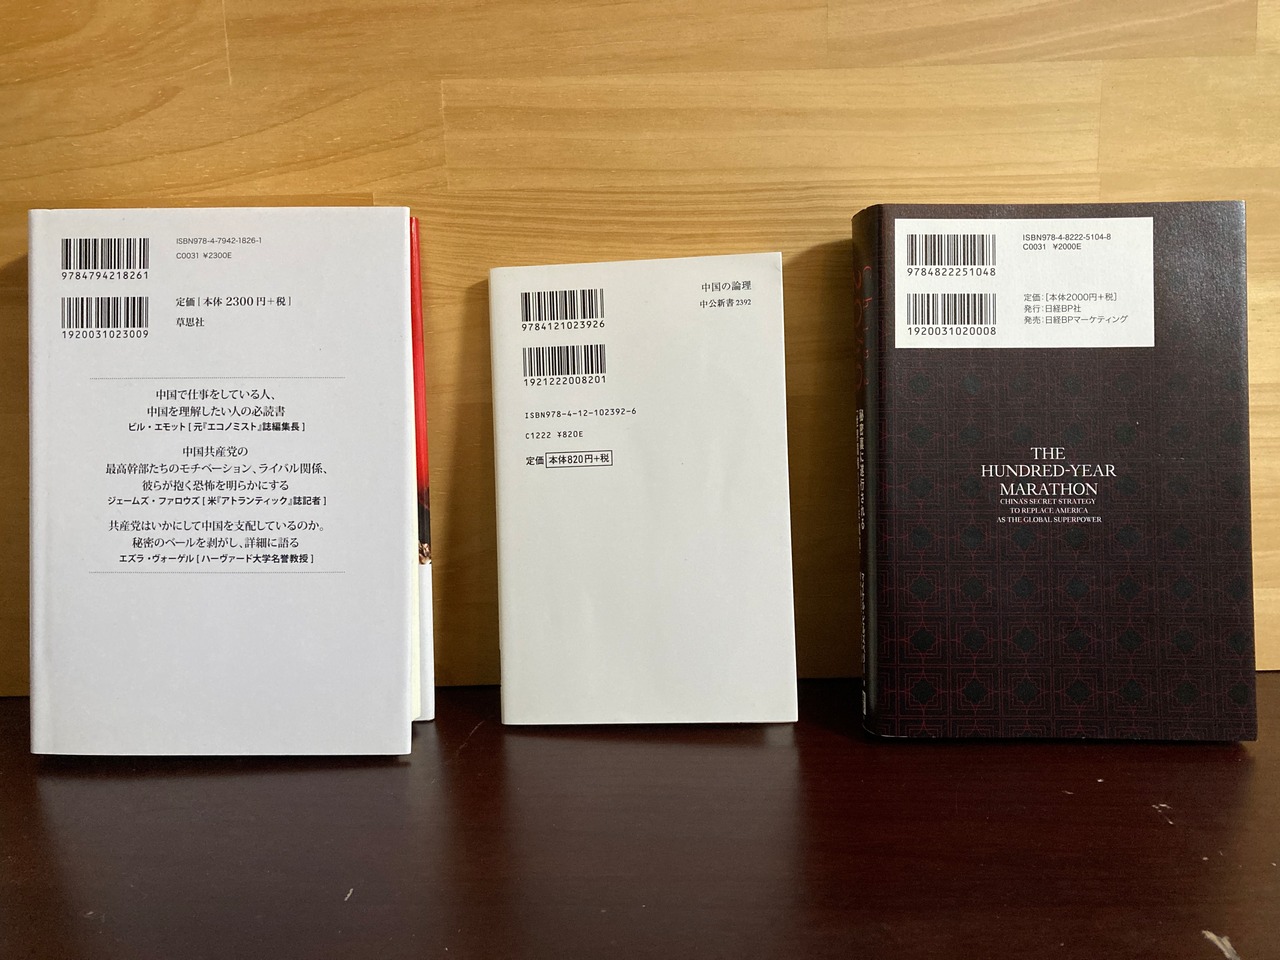 ISBN978-4-7942-1826-1
C0031 ¥2300E
9784794218261
定価[本体2300円+税]
1920031023009
草思社
中国で仕事をしている人、
中国を理解したい人の必読書
ビル・エモット[元『エコノミスト』誌編集長]
中国共産党の
最高幹部たちのモチベーション、ライバル関係、
彼らが抱く恐怖を明らかにする
ジェームズ・ファロウズ[米『アトランティック』誌記者]
共産党はいかにして中国を支配しているのか。
秘密のベールを剥がし、詳細に語る
エズラ・ヴォーゲル[ハーヴァード大学名誉教授]
中国の論理
中公新書 2392
9784121023926
1921222008201
ISBN978-4-12-102392-6
C1222 ¥820E
定価 本体820円+税
ISBN978-4-8222-5104-8
C0031 ¥2000E
9784822251048
定価:[本体2000円+税]
発行:日経BP社
発売:日経BPマーケティング
1920031020008
THE
HUNDRED-YEAR
MARATHON
CHINA'S SECRET STRATEGY
TO REPLACE AMERICA
AS THE GLOBAL SUPERPOWER